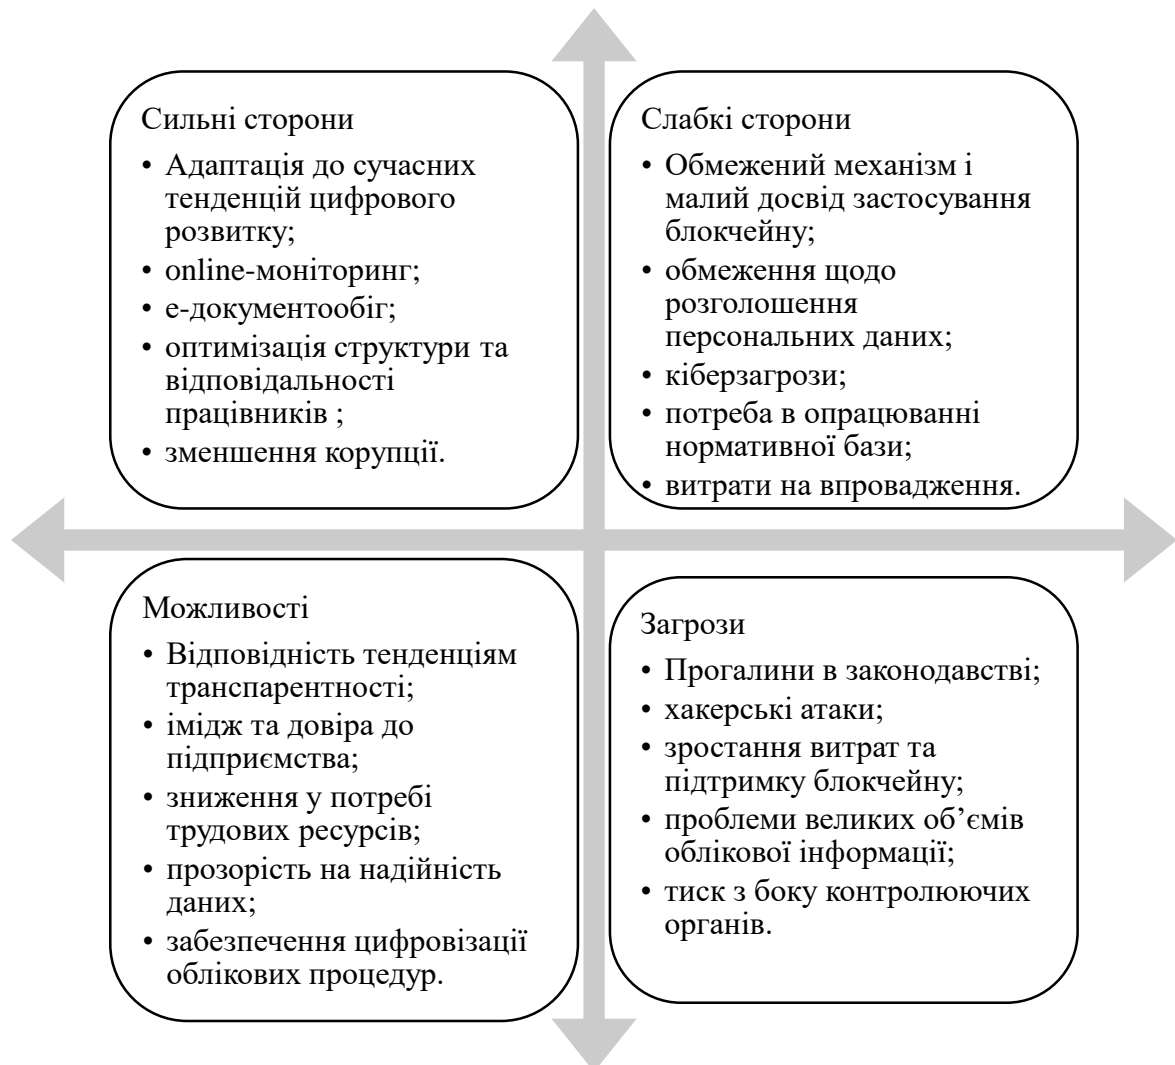 Сильні сторони
• Адаптація до сучасних
тенденцій цифрового
розвитку;
• online-моніторинг;
• е-документообіг;
• оптимізація структури та
відповідальності
працівників ;
• зменшення корупції.
Слабкі сторони
• Обмежений механізм і
малий досвід застосування
блокчейну;
• обмеження щодо
розголошення
персональних даних;
• кіберзагрози;
• потреба в опрацюванні
нормативної бази;
• витрати на впровадження.
Можливості
• Відповідність тенденціям
транспарентності;
• імідж та довіра до
підприємства;
• зниження у потребі
трудових ресурсів;
• прозорість на надійність
даних;
• забезпечення цифровізації
облікових процедур.
Загрози
• Прогалини в законодавстві;
• хакерські атаки;
• зростання витрат та
підтримку блокчейну;
• проблеми великих об’ємів
облікової інформації;
• тиск з боку контролюючих
органів.